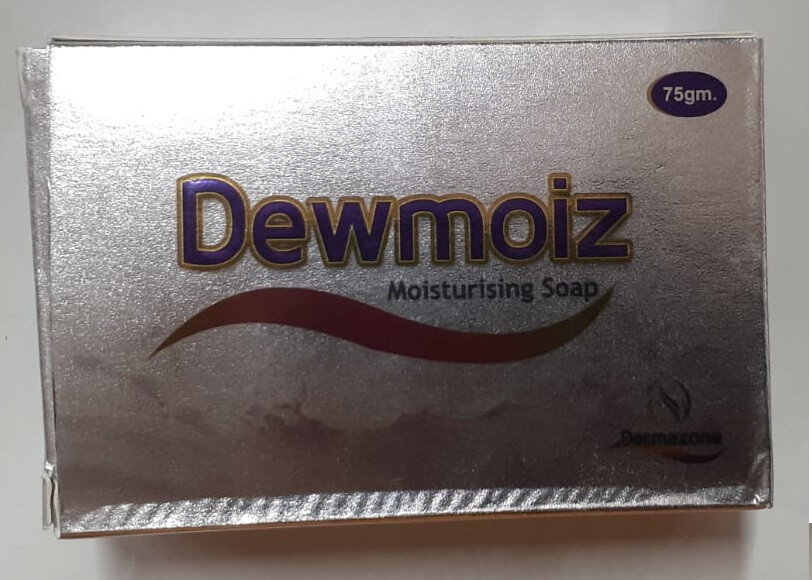 75gm.
Dewmoiz
Moisturising Soap
Dermazone